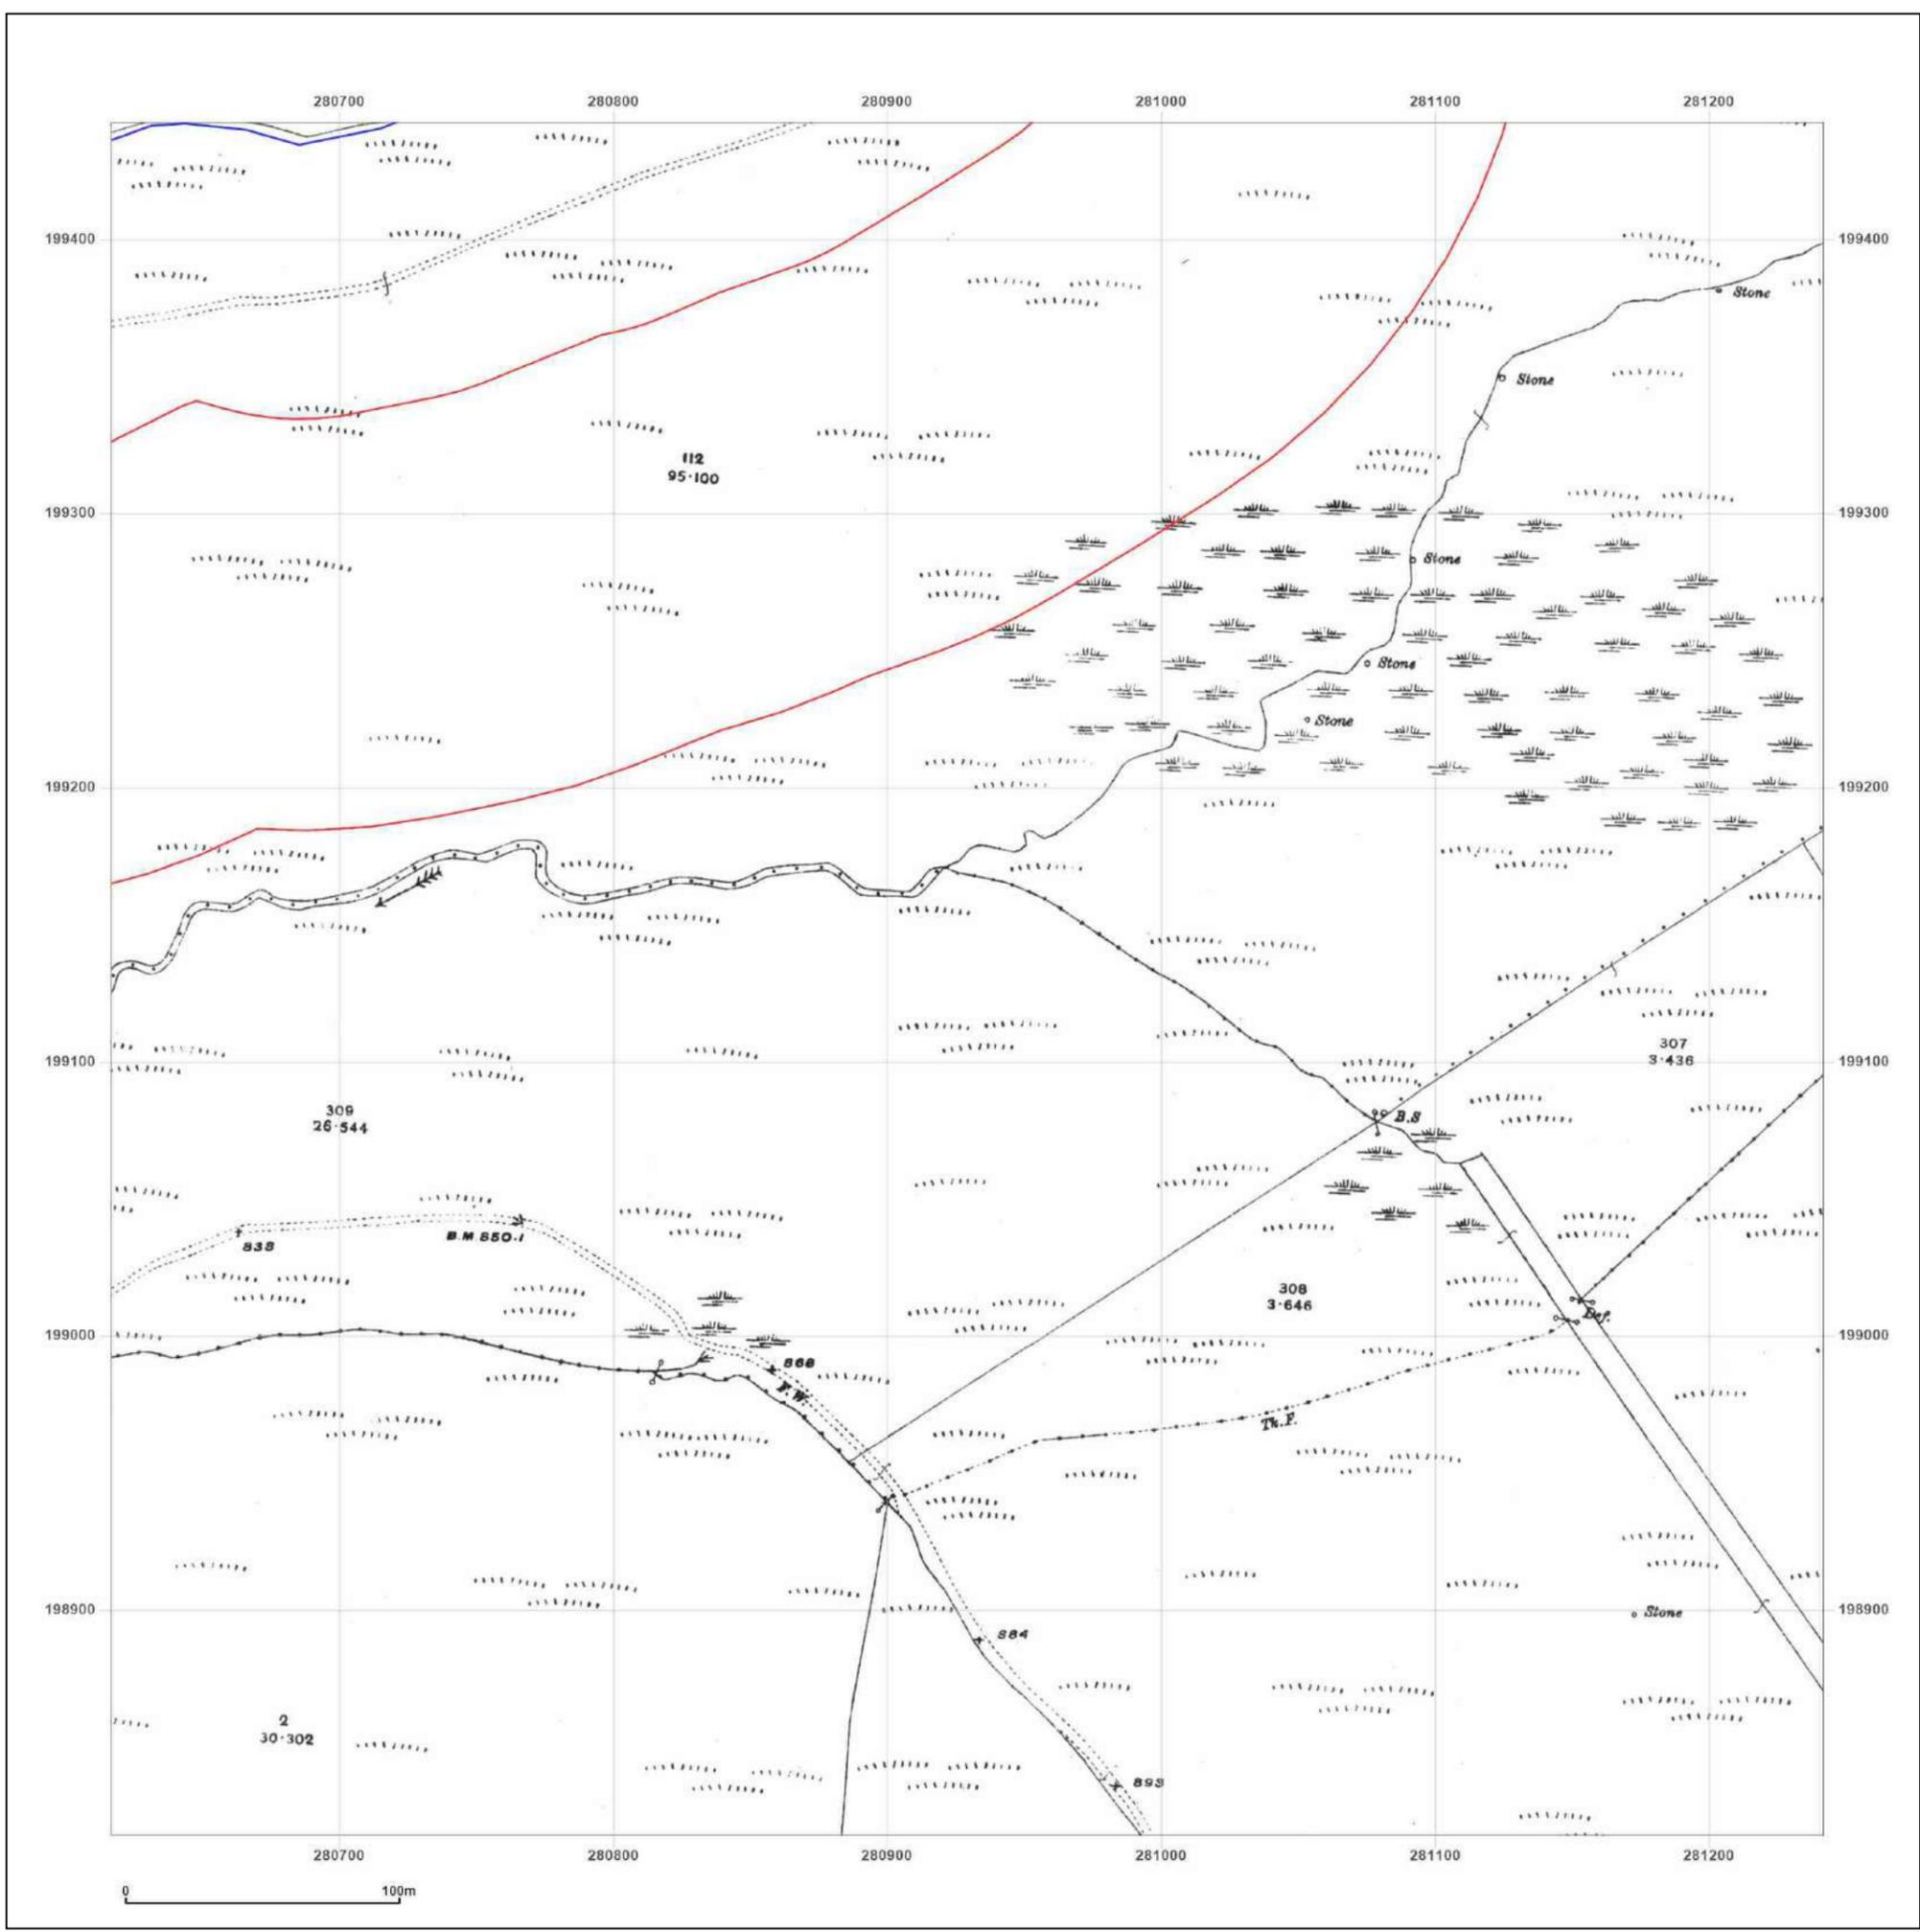 280700 280800 280900 281000 281100 281200
199400 199400
Stone
Stone
112
95·100
199300 199300
Stone
Stone
Stone
199200 199200
307
3·436
199100 199100
309
26·544
B.S
838
B.M.850·1
308
3·646
Def.
199000 199000
868
F.W.
Th.F.
198900 198900
Stone
884
2
30·302
893
280700 280800 280900 281000 281100 281200
0 100m